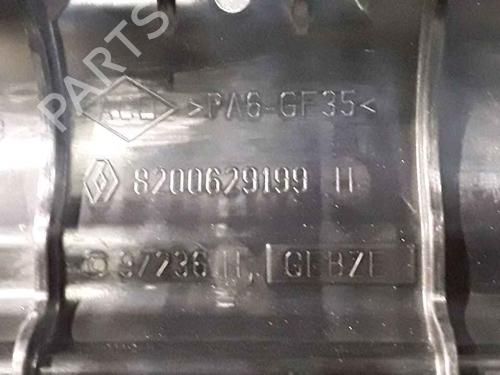 PARTS
>PA6-GF35<
8200629199 H
97236 H, GEBZE